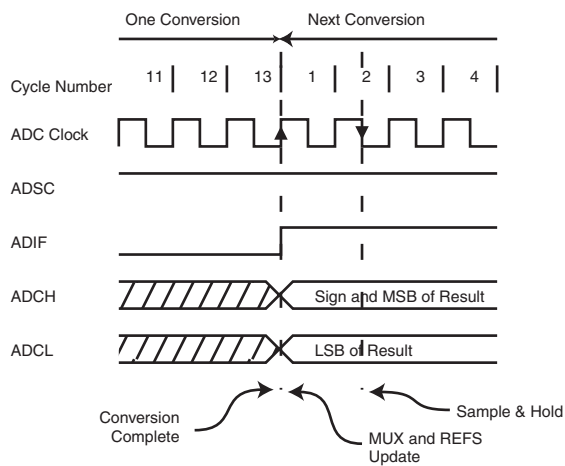 One Conversion Next Conversion
Cycle Number 11 12 13 1 2 3 4
ADC Clock
ADSC
ADIF
ADCH Sign and MSB of Result
ADCL LSB of Result
Conversion
Complete
MUX and REFS
Update
Sample & Hold